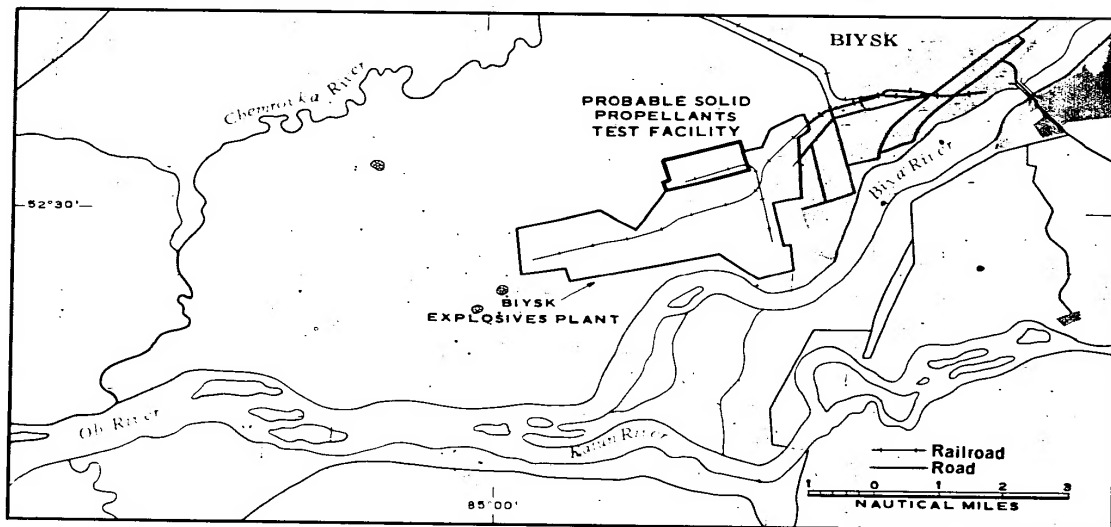 BIYSK
Chemrovka River
PROBABLE SOLID
PROPELLANTS
TEST FACILITY
Biya River
52°30'
BIYSK
EXPLOSIVES PLANT
Ob River
Katun River
Railroad
Road
1 0 1 2 3
NAUTICAL MILES
85°00'